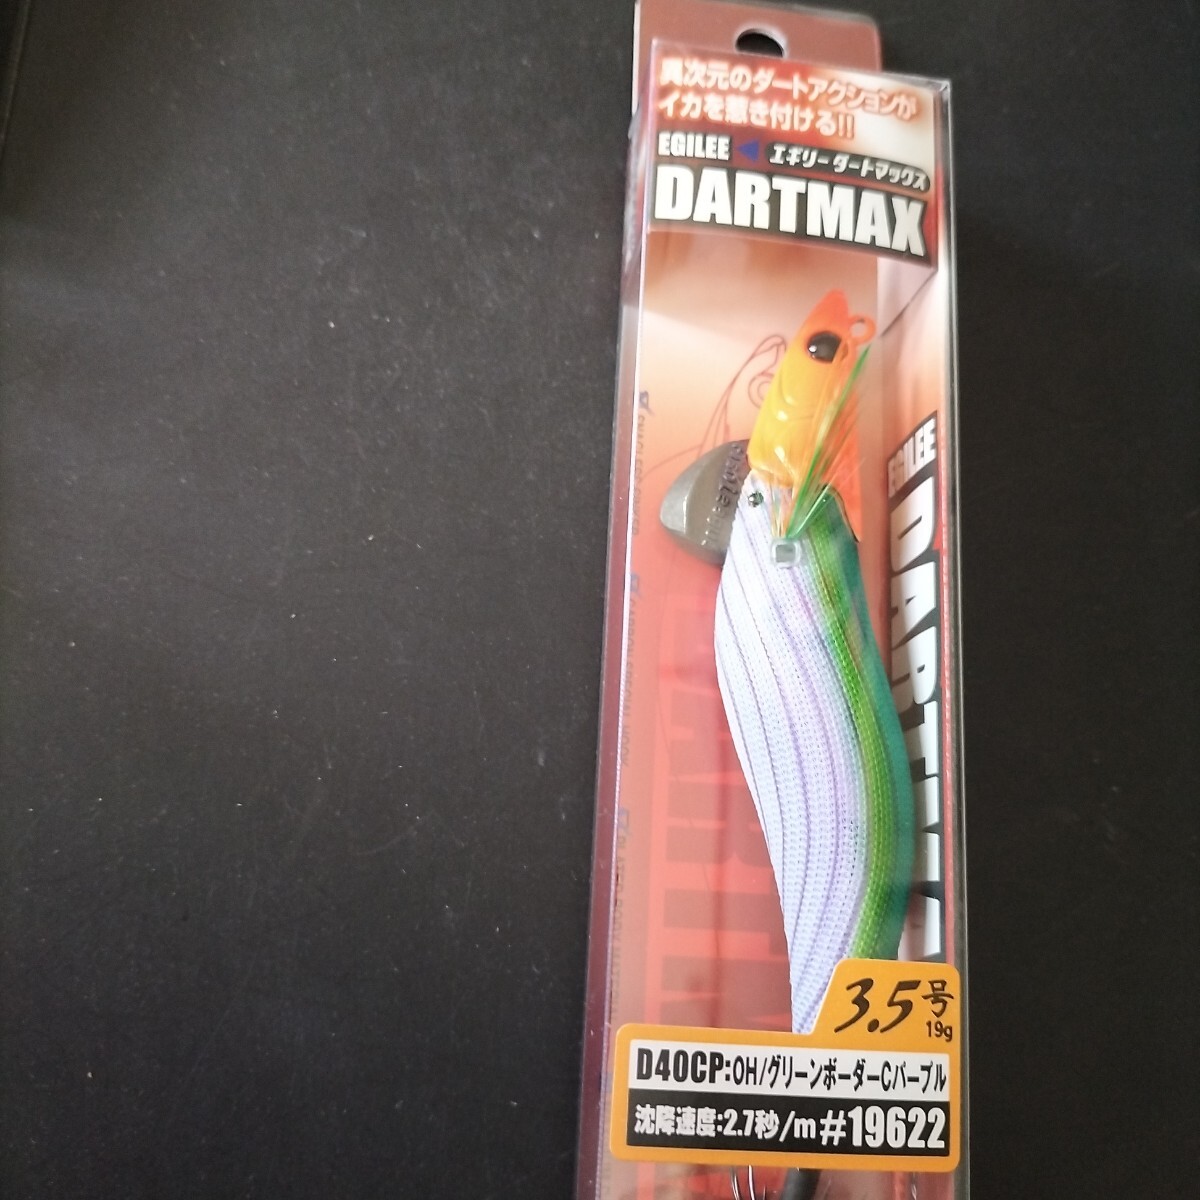 異次元のダートアクションが
イカを惹き付ける!!
EGILEE エギリーダートマックス
DARTMAX
EGILEE
3.5号
19g
D40CP:OH/グリーンボーダーCパープル
沈降速度:2.7秒/m #19622